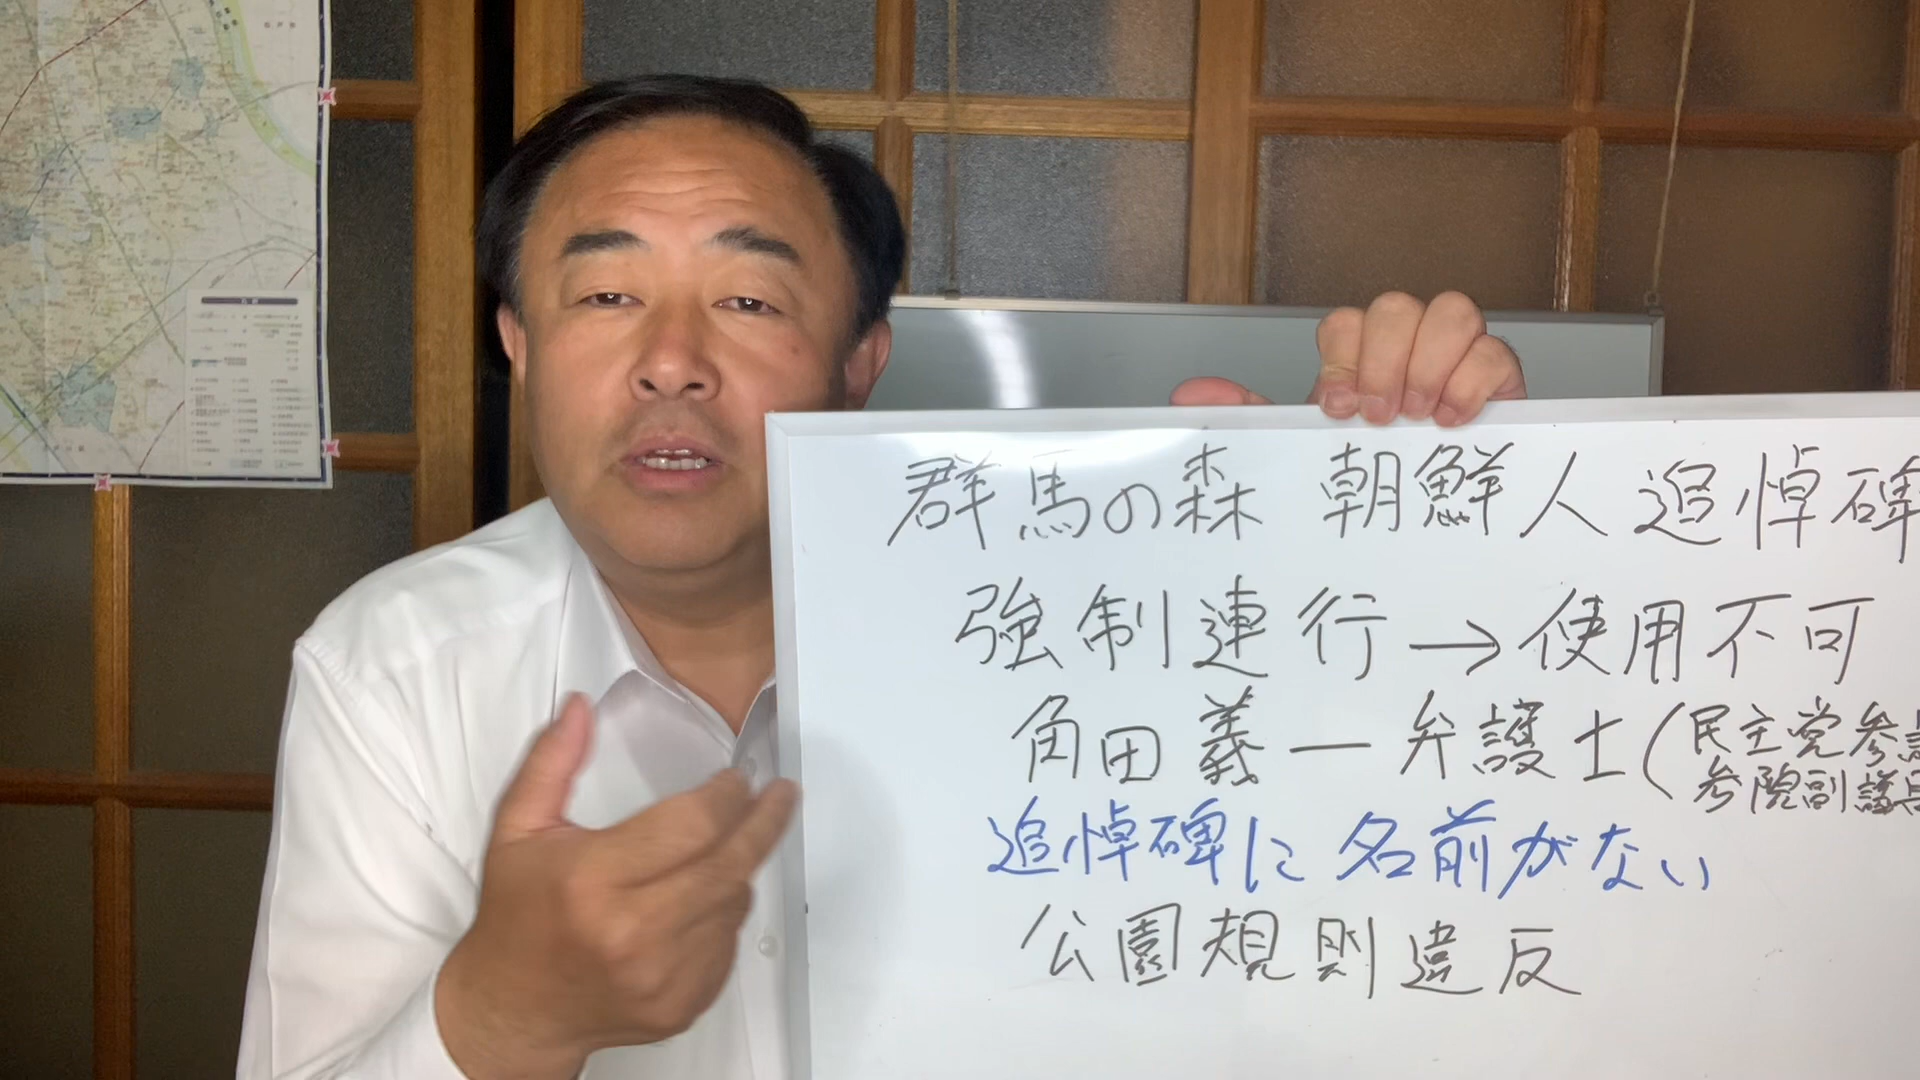 群馬の森 朝鮮人追悼碑
強制連行→使用不可
角田義一弁護士(民主党参議
参院副議長
追悼碑に名前がない
公園規則違反